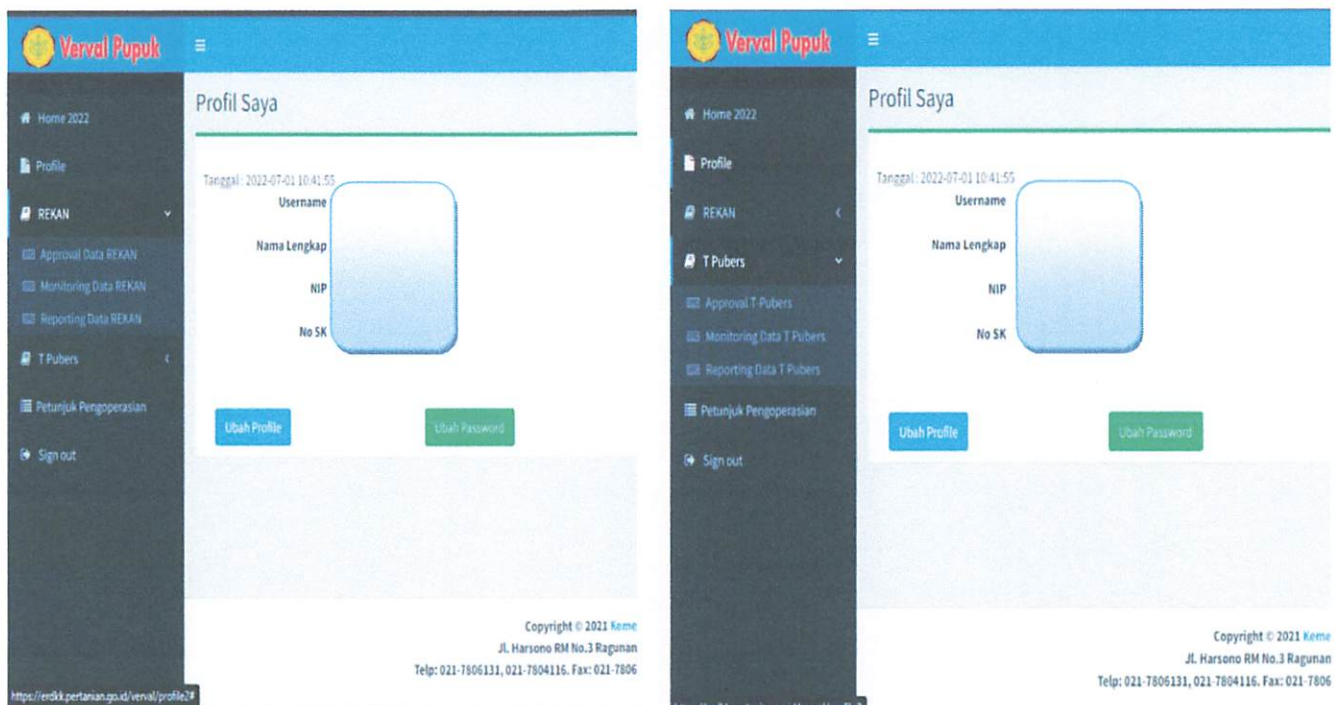 Verval Pupuk
Home 2022
Profile
REKAN
Approval Data REKAN
Monitoring Data REKAN
Reporting Data REKAN
T Pubers
Petunjuk Pengoperasian
Sign out
Profil Saya
Tanggal : 2022-07-01 10:41:55
Username
Nama Lengkap
NIP
No SK
Ubah Profile
Ubah Password
Copyright © 2021 Keme
Jl. Harsono RM No.3 Ragunan
Telp: 021-7806131, 021-7804116. Fax: 021-7806
https://erdkk.pertanian.go.id/verval/profile2#
Verval Pupuk
Home 2022
Profile
REKAN
T Pubers
Approval T-Pubers
Monitoring Data T Pubers
Reporting Data T Pubers
Petunjuk Pengoperasian
Sign out
Profil Saya
Tanggal : 2022-07-01 10:41:55
Username
Nama Lengkap
NIP
No SK
Ubah Profile
Ubah Password
Copyright © 2021 Keme
Jl. Harsono RM No.3 Ragunan
Telp: 021-7806131, 021-7804116. Fax: 021-7806